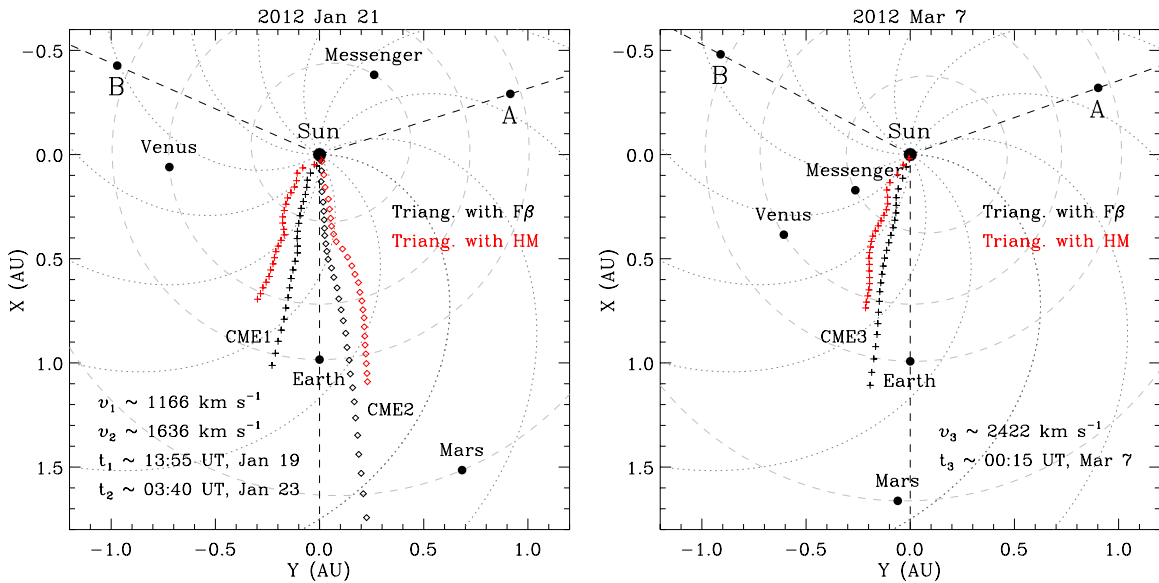 2012 Jan 21
2012 Mar 7
−0.5
0.0
0.5
1.0
1.5
X (AU)
−1.0 −0.5 0.0 0.5 1.0
Y (AU)
Messenger
B
A
Sun
Venus
Triang. with Fβ
Triang. with HM
CME1
Earth
CME2
Mars
υ₁ ~ 1166 km s⁻¹
υ₂ ~ 1636 km s⁻¹
t₁ ~ 13:55 UT, Jan 19
t₂ ~ 03:40 UT, Jan 23
−0.5
0.0
0.5
1.0
1.5
X (AU)
−1.0 −0.5 0.0 0.5 1.0
Y (AU)
B
A
Sun
Messenger
Venus
Triang. with Fβ
Triang. with HM
CME3
Earth
υ₃ ~ 2422 km s⁻¹
t₃ ~ 00:15 UT, Mar 7
Mars